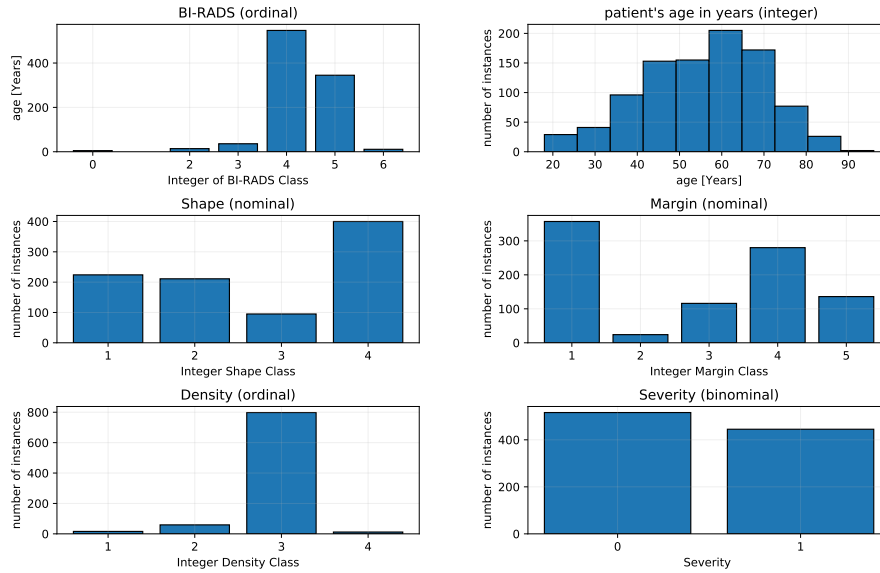 BI-RADS (ordinal)
age [Years]
400
200
0
0 2 3 4 5 6
Integer of BI-RADS Class
patient's age in years (integer)
number of instances
200
150
100
50
0
20 30 40 50 60 70 80 90
age [Years]
Shape (nominal)
number of instances
400
300
200
100
0
1 2 3 4
Integer Shape Class
Margin (nominal)
number of instances
300
200
100
0
1 2 3 4 5
Integer Margin Class
Density (ordinal)
number of instances
800
600
400
200
0
1 2 3 4
Integer Density Class
Severity (binominal)
number of instances
400
200
0
0 1
Severity